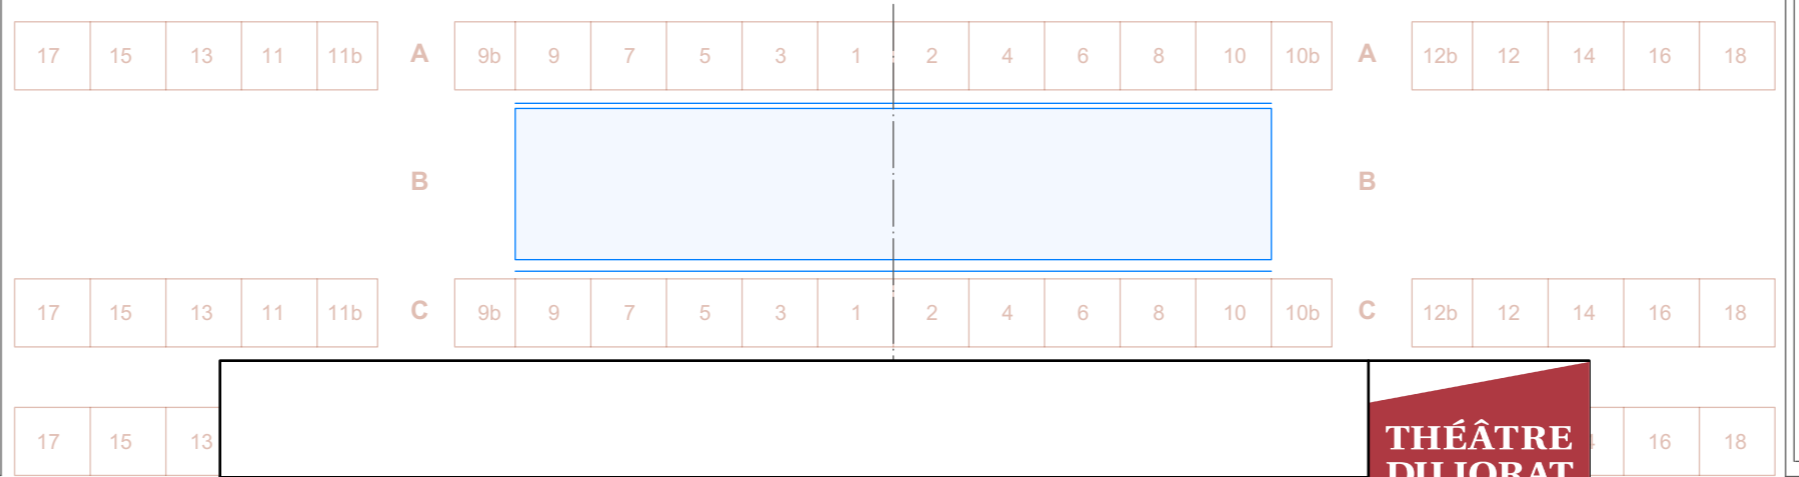 17 15 13 11 11b A 9b 9 7 5 3 1 2 4 6 8 10 10b A 12b 12 14 16 18
B B
17 15 13 11 11b C 9b 9 7 5 3 1 2 4 6 8 10 10b C 12b 12 14 16 18
17 15 13 16 18
THÉÂTRE
DU JORAT